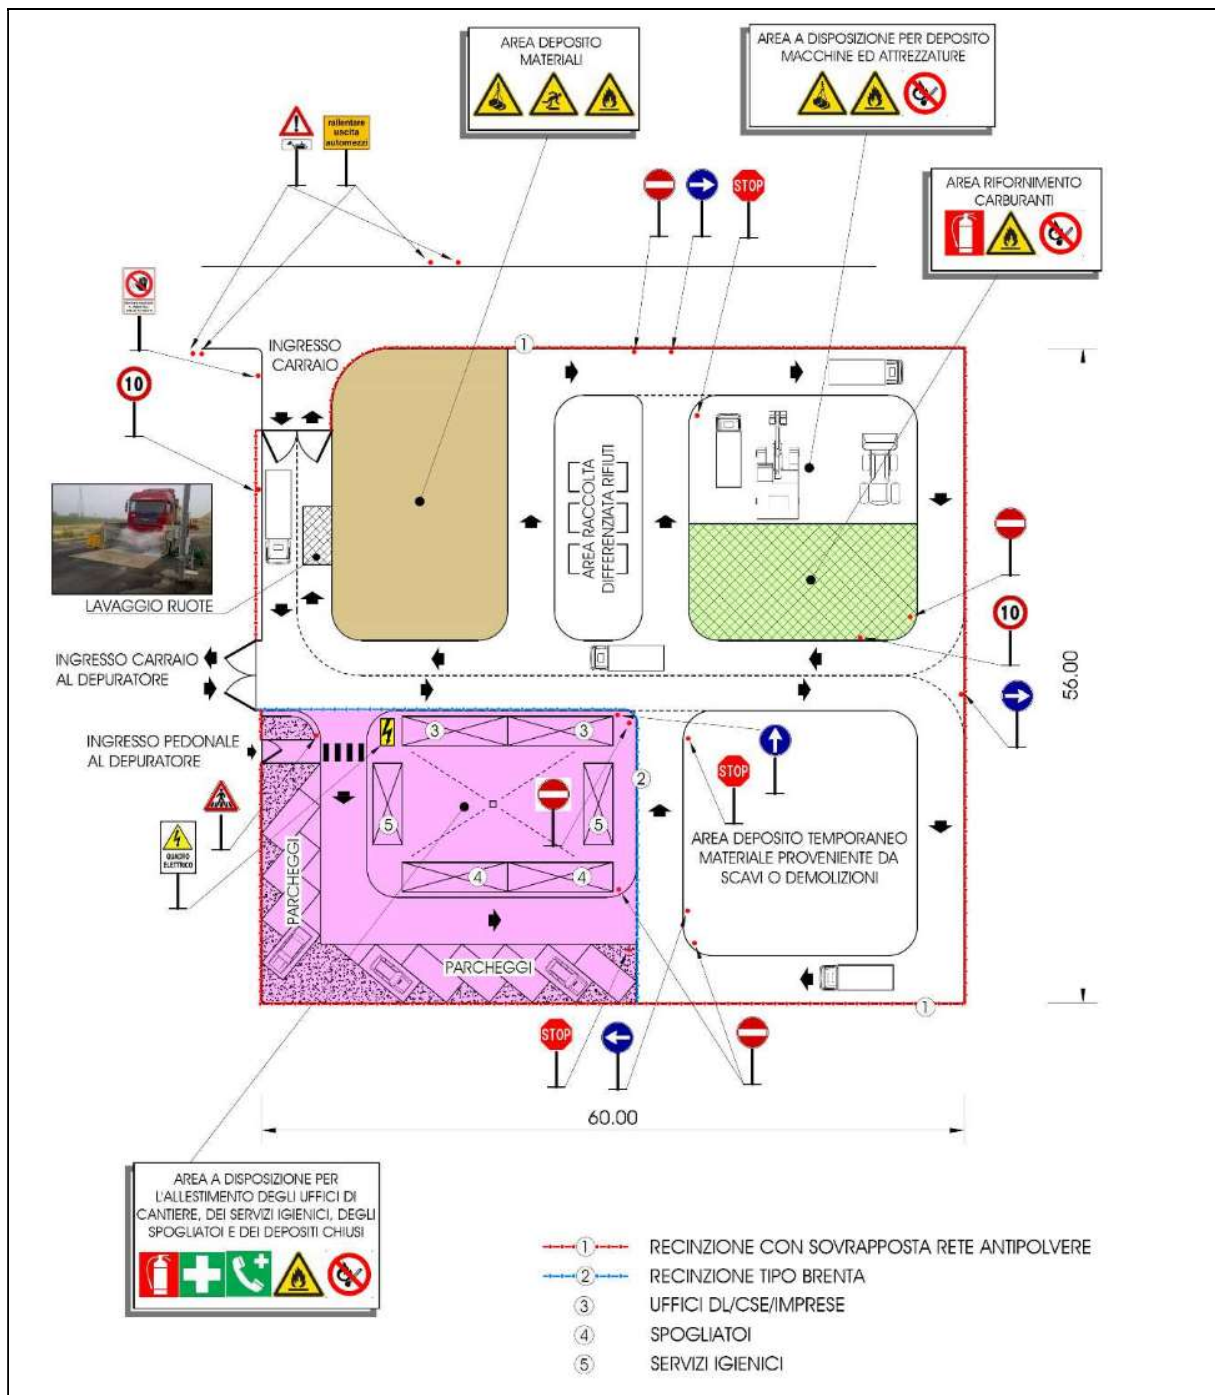 AREA DEPOSITO
MATERIALI
AREA A DISPOSIZIONE PER DEPOSITO
MACCHINE ED ATTREZZATURE
rallentare
uscita
automezzi
STOP
AREA RIFORNIMENTO
CARBURANTI
INGRESSO
CARRAIO
1
10
AREA RACCOLTA
DIFFERENZIATA RIFIUTI
LAVAGGIO RUOTE
10
INGRESSO CARRAIO
AL DEPURATORE
56.00
INGRESSO PEDONALE
AL DEPURATORE
3
3
2
STOP
5
5
QUADRO
ELETTRICO
PARCHEGGI
4
4
AREA DEPOSITO TEMPORANEO
MATERIALE PROVENIENTE DA
SCAVI O DEMOLIZIONI
PARCHEGGI
1
STOP
60.00
AREA A DISPOSIZIONE PER
L'ALLESTIMENTO DEGLI UFFICI DI
CANTIERE, DEI SERVIZI IGIENICI, DEGLI
SPOGLIATOI E DEI DEPOSITI CHIUSI
1 RECINZIONE CON SOVRAPPOSTA RETE ANTIPOLVERE
2 RECINZIONE TIPO BRENTA
3 UFFICI DL/CSE/IMPRESE
4 SPOGLIATOI
5 SERVIZI IGIENICI